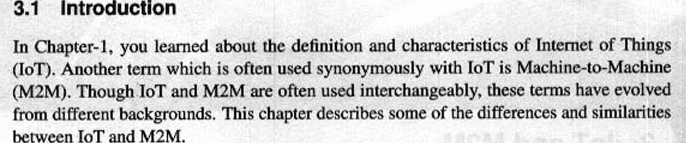 3.1 Introduction
In Chapter-1, you learned about the definition and characteristics of Internet of Things
(IoT). Another term which is often used synonymously with IoT is Machine-to-Machine
(M2M). Though IoT and M2M are often used interchangeably, these terms have evolved
from different backgrounds. This chapter describes some of the differences and similarities
between IoT and M2M.